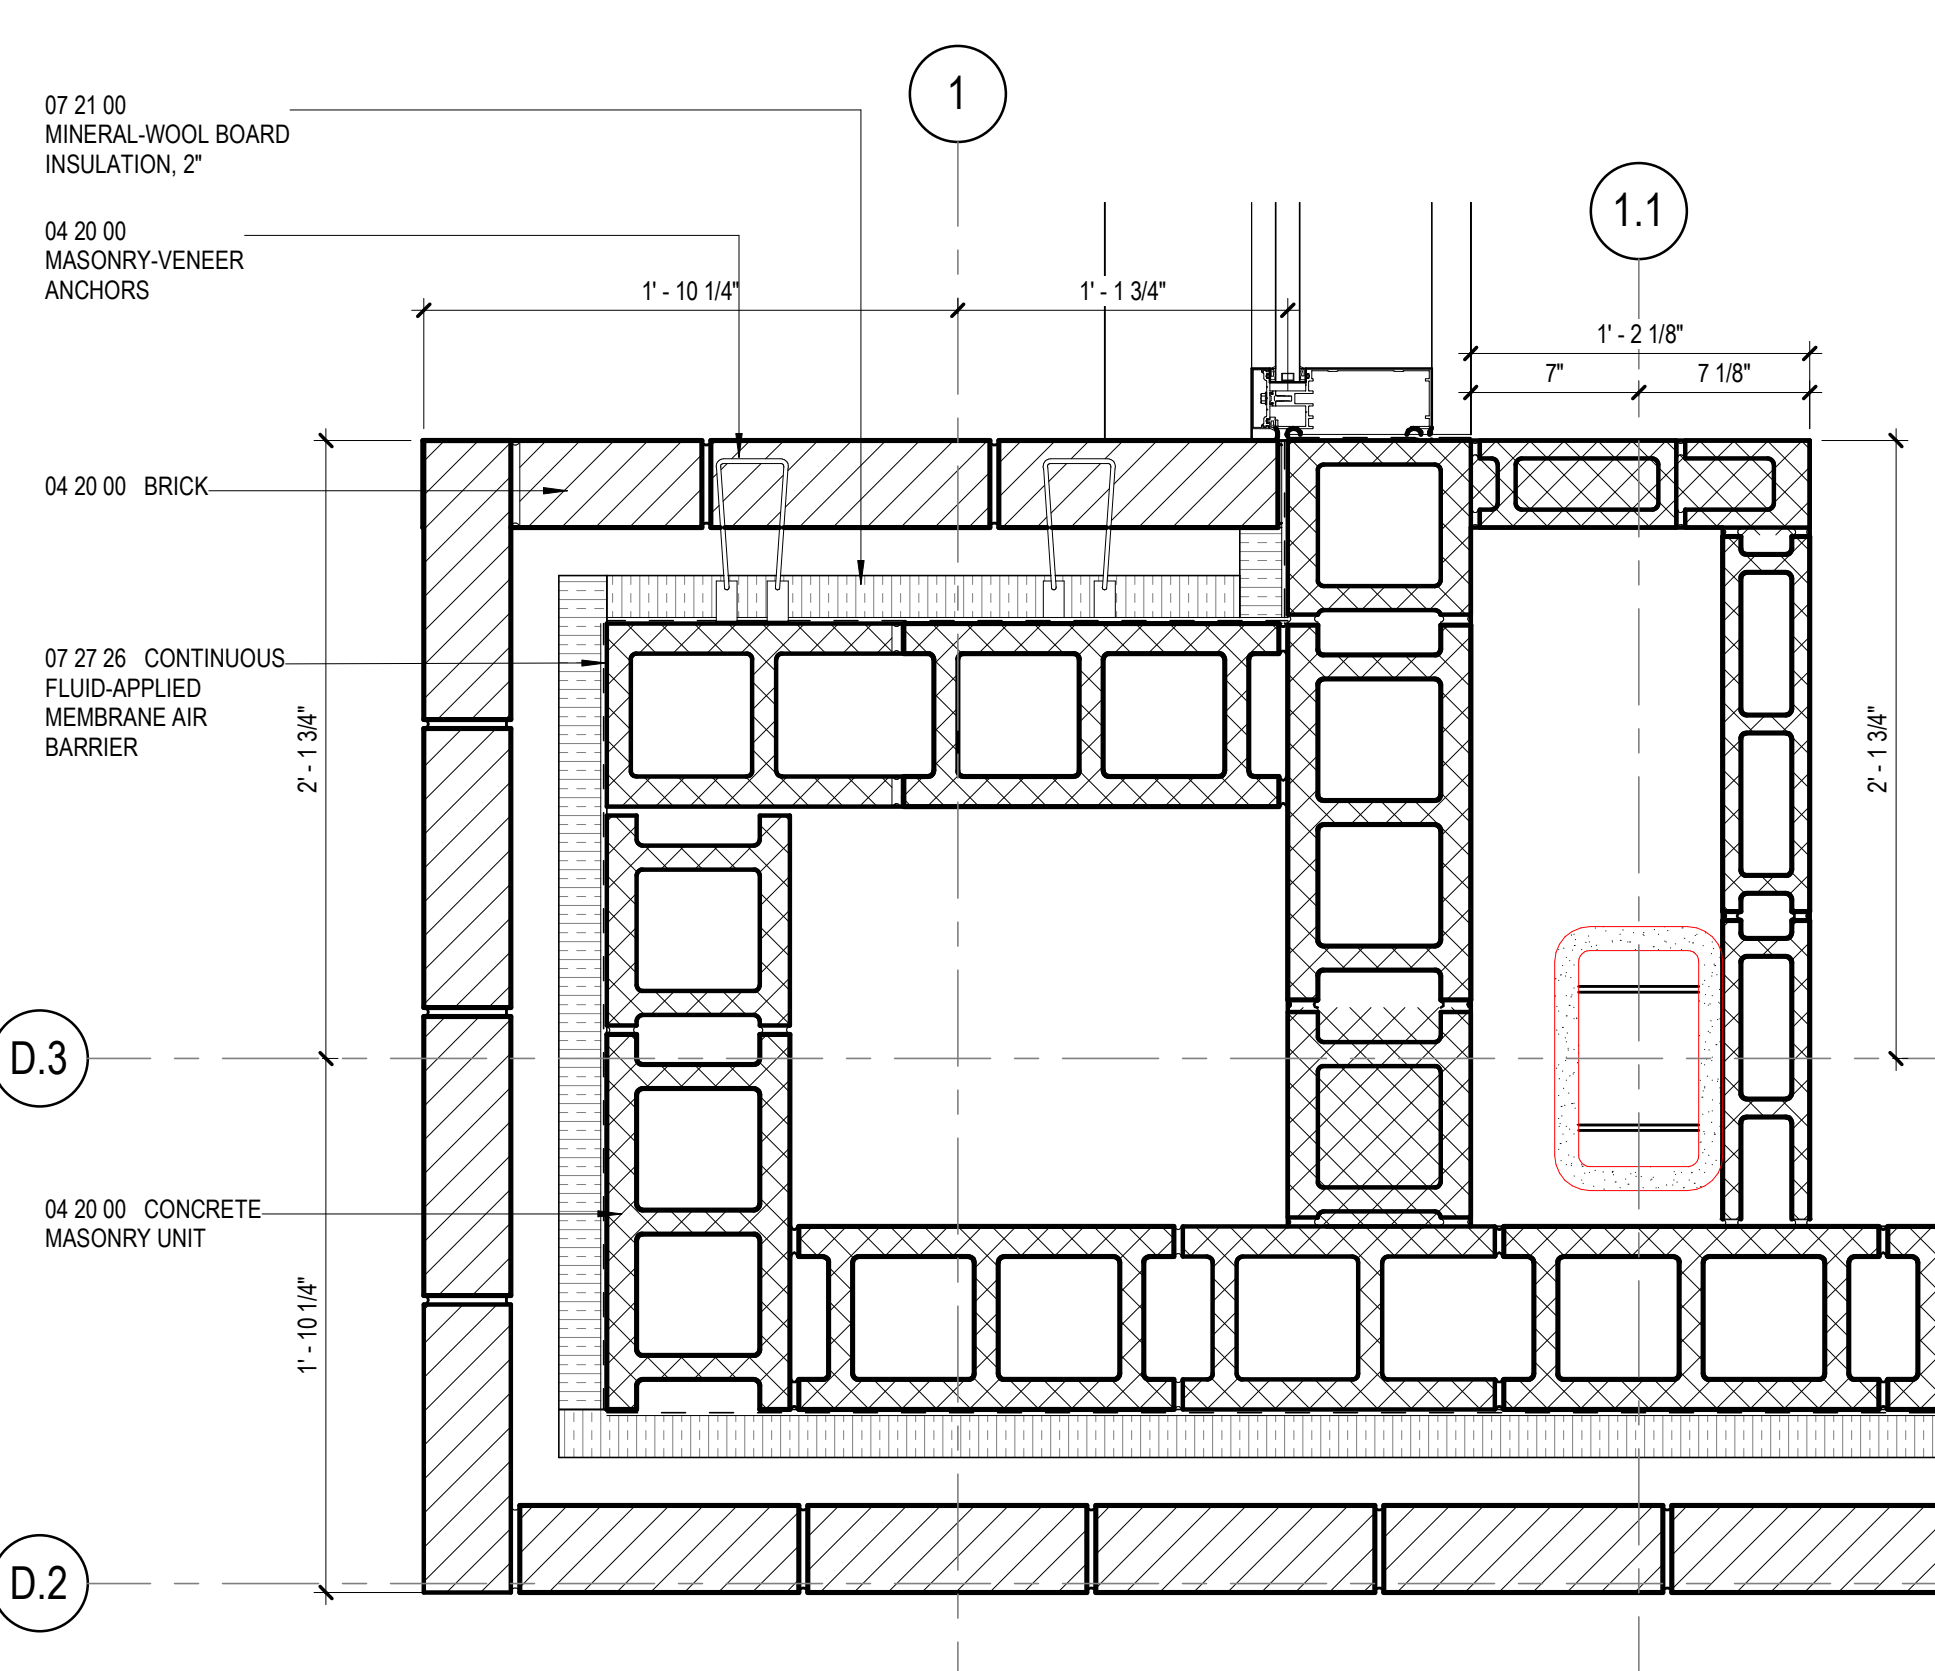 1
1.1
07 21 00
MINERAL-WOOL BOARD
INSULATION, 2"
04 20 00
MASONRY-VENEER
ANCHORS
1' - 10 1/4"
1' - 1 3/4"
1' - 2 1/8"
7"
7 1/8"
04 20 00 BRICK
07 27 26 CONTINUOUS
FLUID-APPLIED
MEMBRANE AIR
BARRIER
2' - 1 3/4"
2' - 1 3/4"
D.3
04 20 00 CONCRETE
MASONRY UNIT
1' - 10 1/4"
D.2